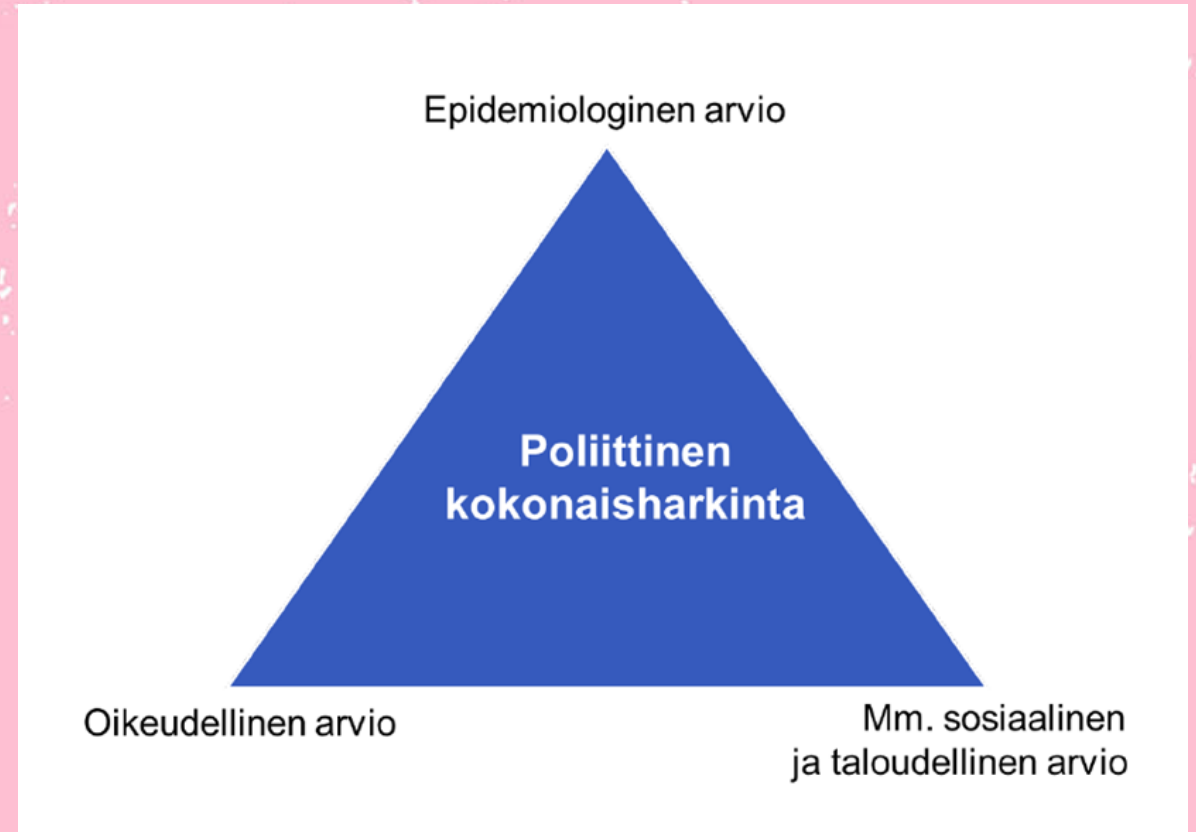 Epidemiologinen arvio
Poliittinen
kokonaisharkinta
Oikeudellinen arvio
Mm. sosiaalinen
ja taloudellinen arvio